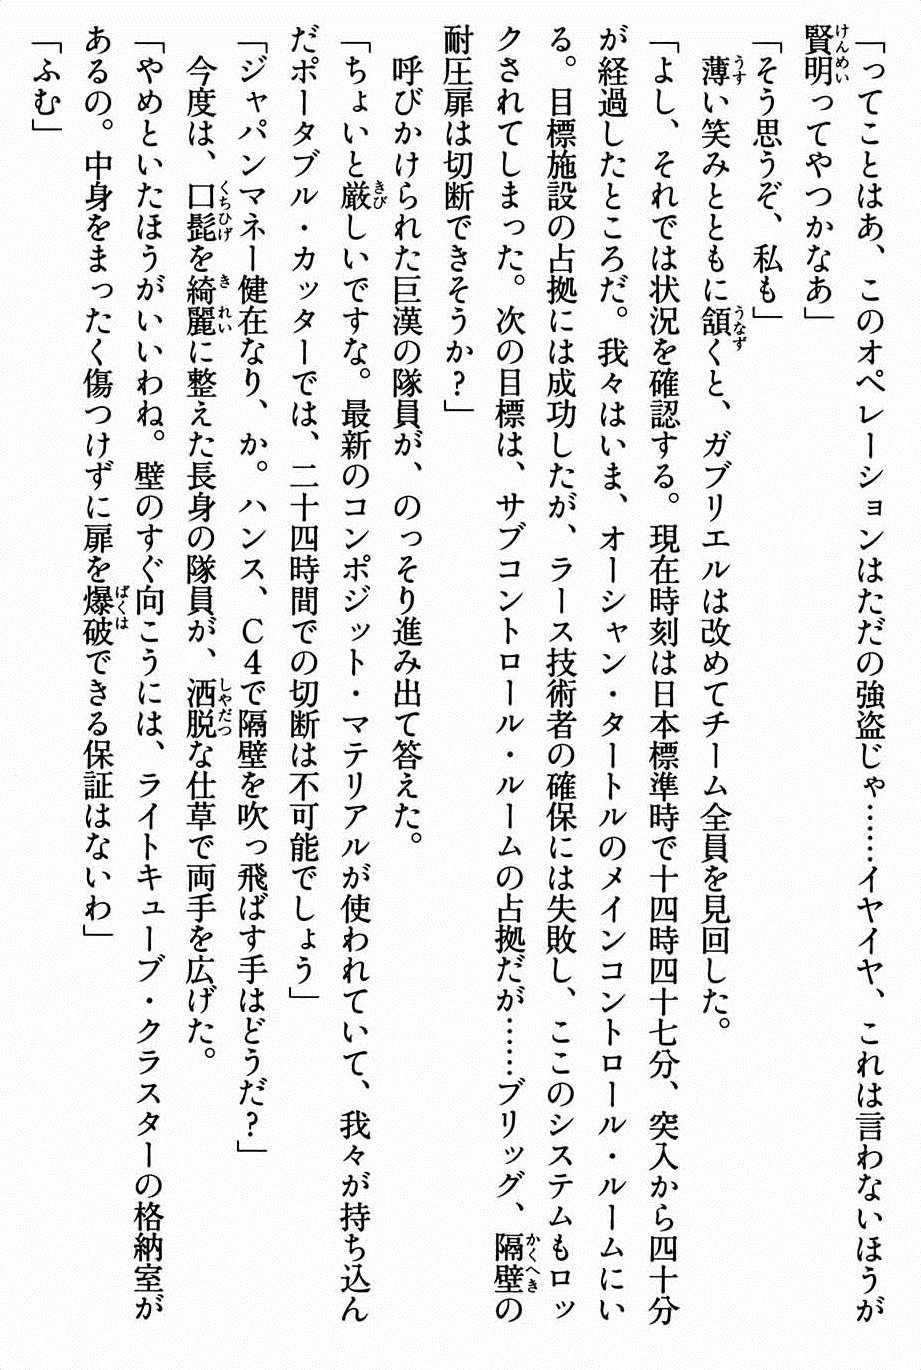 「ってことはあ、このオペレーションはただの強盗じゃ……イヤイヤ、これは言わないほうが
賢明ってやつかなあ」
「そう思うぞ、私も」
　薄い笑みとともに頷くと、ガブリエルは改めてチーム全員を見回した。
「よし、それでは状況を確認する。現在時刻は日本標準時で十四時四十七分、突入から四十分
が経過したところだ。我々はいま、オーシャン・タートルのメインコントロール・ルームにい
る。目標施設の占拠には成功したが、ラース技術者の確保には失敗し、ここのシステムもロッ
クされてしまった。次の目標は、サブコントロール・ルームの占拠だが……ブリッグ、隔壁の
耐圧扉は切断できそうか？」
　呼びかけられた巨漢の隊員が、のっそり進み出て答えた。
「ちょいと厳しいですな。最新のコンポジット・マテリアルが使われていて、我々が持ち込ん
だポータブル・カッターでは、二十四時間での切断は不可能でしょう」
「ジャパンマネー健在なり、か。ハンス、Ｃ４で隔壁を吹っ飛ばす手はどうだ？」
　今度は、口髭を綺麗に整えた長身の隊員が、洒脱な仕草で両手を広げた。
「やめといたほうがいいわね。壁のすぐ向こうには、ライトキューブ・クラスターの格納室が
あるの。中身をまったく傷つけずに扉を爆破できる保証はないわ」
「ふむ」